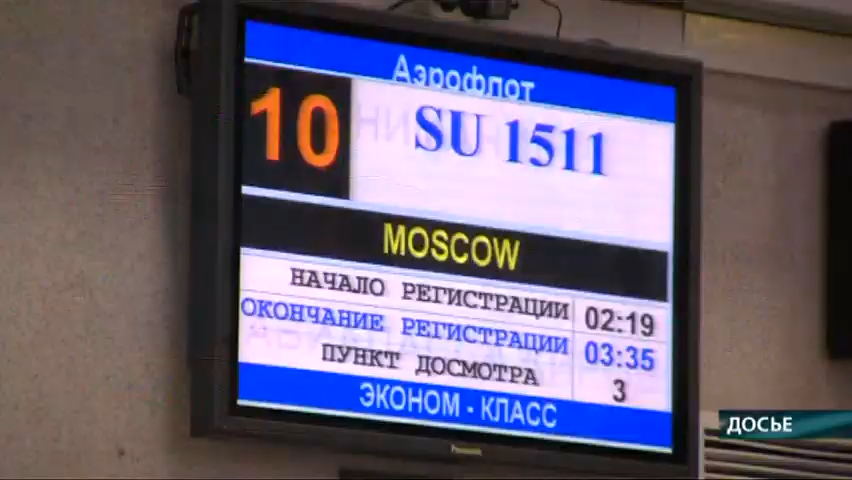 Аэрофлот
10
SU 1511
MOSCOW
НАЧАЛО РЕГИСТРАЦИИ 02:19
ОКОНЧАНИЕ РЕГИСТРАЦИИ 03:35
ПУНКТ ДОСМОТРА 3
ЭКОНОМ - КЛАСС
Panasonic
ДОСЬЕ